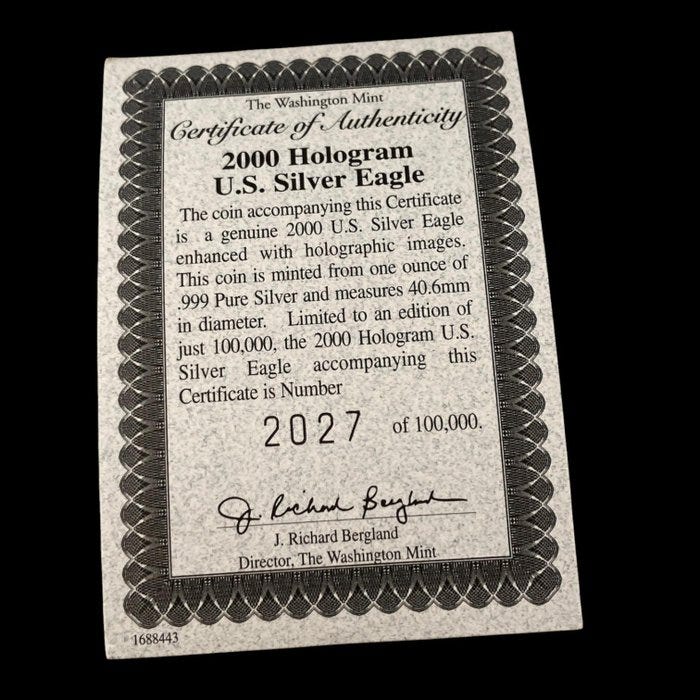 The Washington Mint
Certificate of Authenticity
2000 Hologram
U.S. Silver Eagle
The coin accompanying this Certificate
is a genuine 2000 U.S. Silver Eagle
enhanced with holographic images.
This coin is minted from one ounce of
.999 Pure Silver and measures 40.6mm
in diameter. Limited to an edition of
just 100,000, the 2000 Hologram U.S.
Silver Eagle accompanying this
Certificate is Number
2027 of 100,000.
J. Richard Bergland
J. Richard Bergland
Director, The Washington Mint
1688443